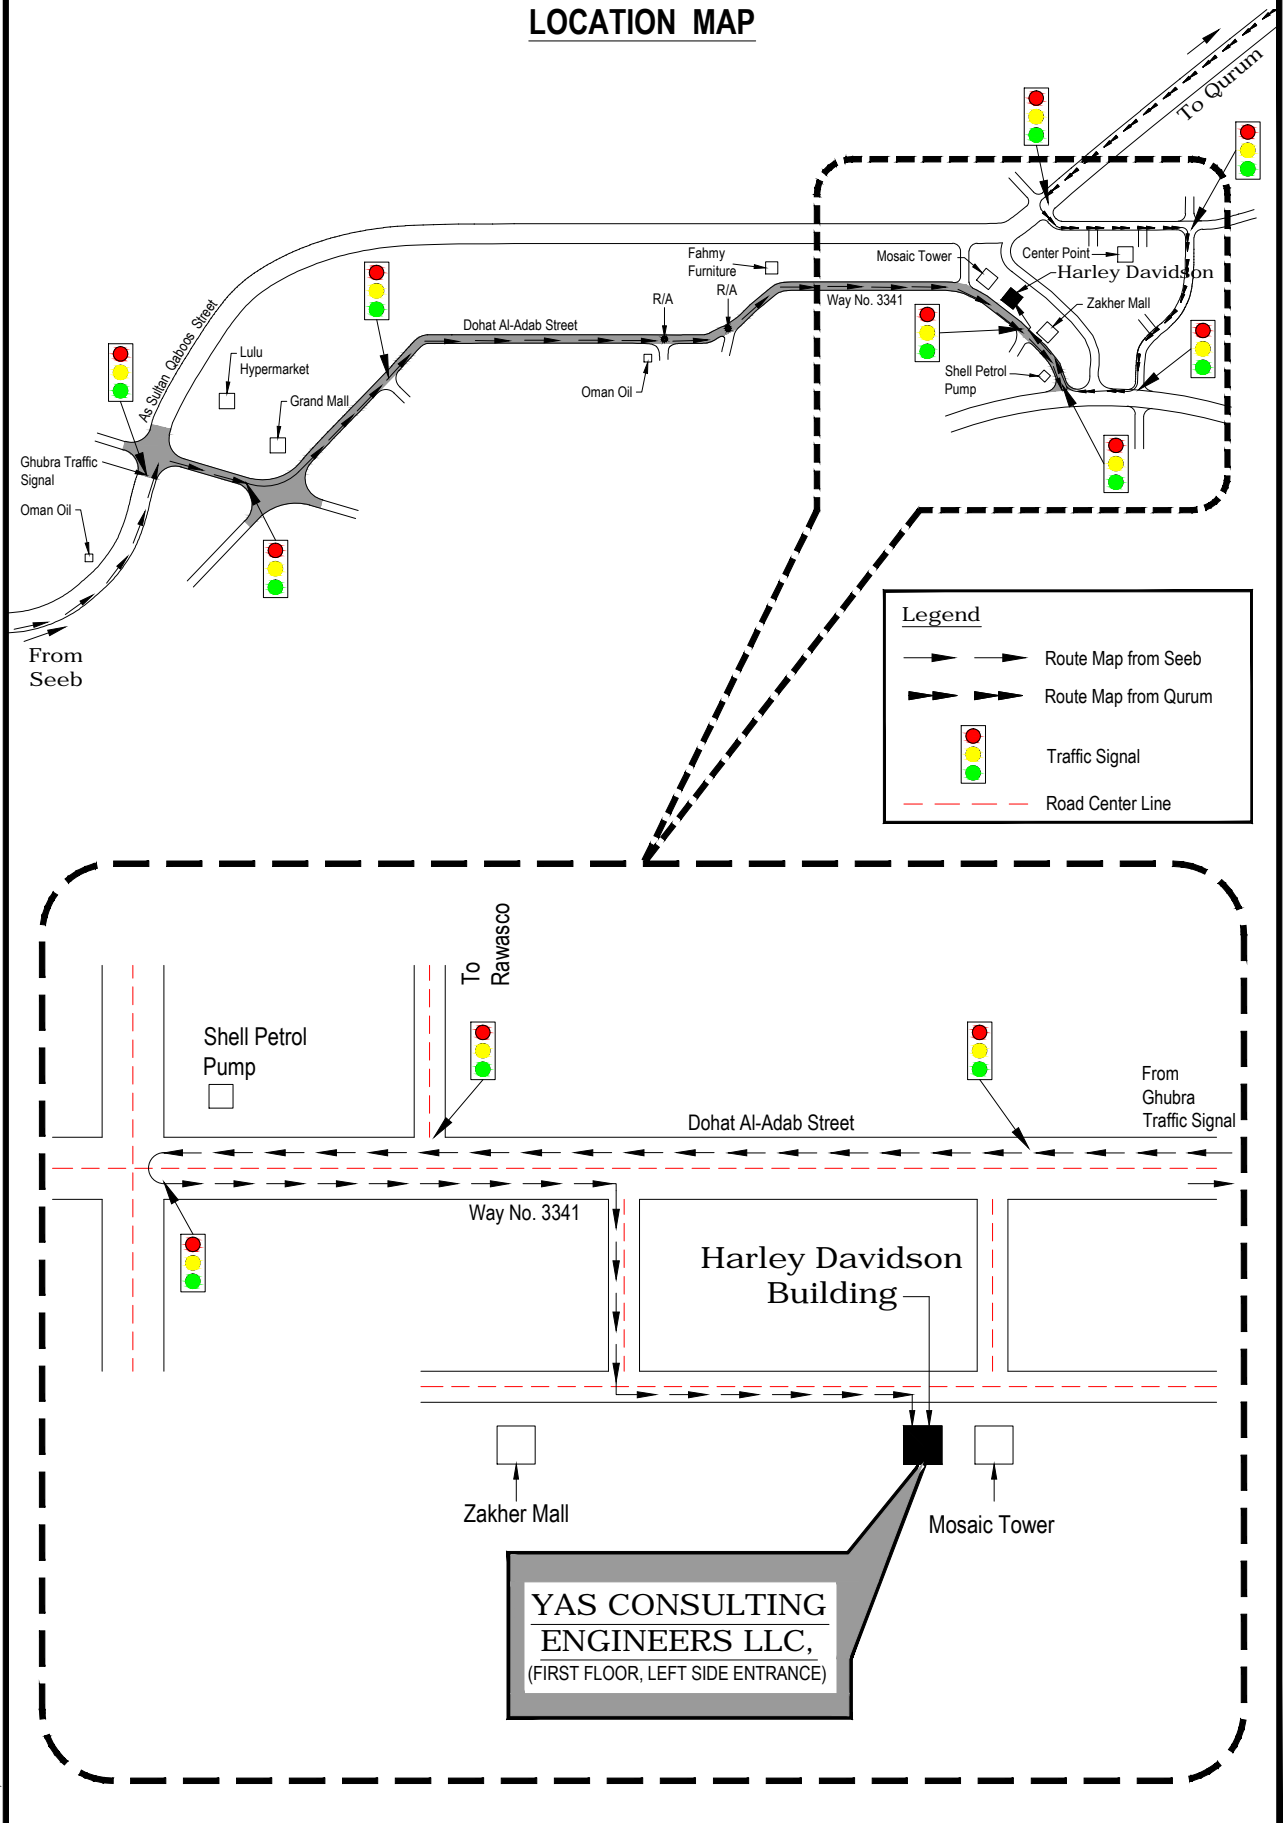 LOCATION MAP
To Qurum
As Sultan Qaboos Street
Fahmy
Furniture
Mosaic Tower
Center Point
Harley Davidson
R/A
R/A
Way No. 3341
Zakher Mall
Dohat Al-Adab Street
Lulu
Hypermarket
Shell Petrol
Pump
Oman Oil
Grand Mall
Ghubra Traffic
Signal
Oman Oil
From
Seeb
Legend
Route Map from Seeb
Route Map from Qurum
Traffic Signal
Road Center Line
To
Rawasco
Shell Petrol
Pump
From
Ghubra
Traffic Signal
Dohat Al-Adab Street
Way No. 3341
Harley Davidson
Building
Zakher Mall
Mosaic Tower
YAS CONSULTING
ENGINEERS LLC,
(FIRST FLOOR, LEFT SIDE ENTRANCE)